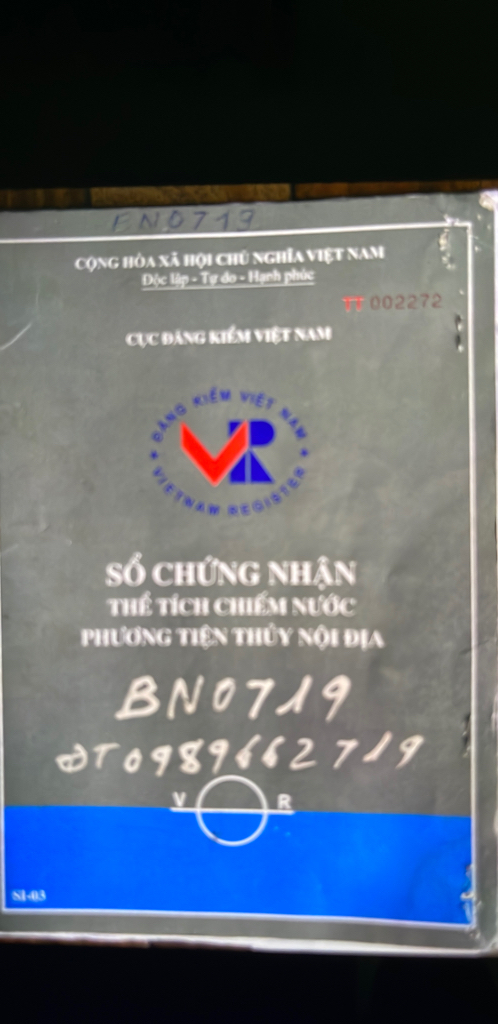 BN0719
CỘNG HÒA XÃ HỘI CHỦ NGHĨA VIỆT NAM
Độc lập - Tự do - Hạnh phúc
TT 002272
CỤC ĐĂNG KIỂM VIỆT NAM
ĐĂNG KIỂM VIỆT NAM
VR
VIETNAM REGISTER
SỔ CHỨNG NHẬN
THỂ TÍCH CHIẾM NƯỚC
PHƯƠNG TIỆN THỦY NỘI ĐỊA
BN0719
ĐT0989662719
V R
SI-03